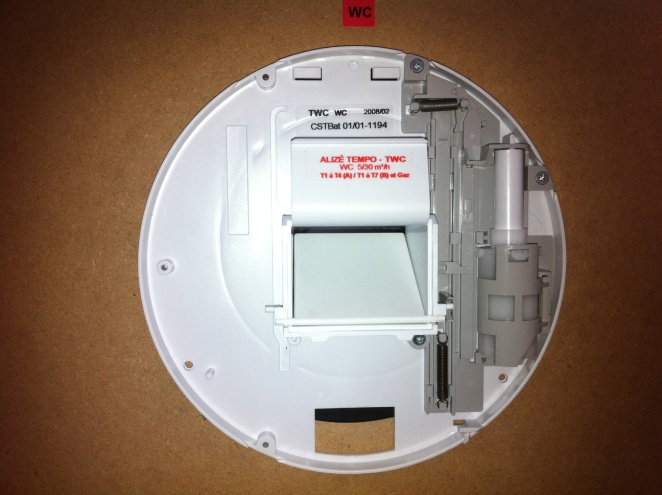 WC
TWC WC 2008/02
CSTBat 01/01-1194
ALIZÉ TEMPO - TWC
WC 5/30 m³/h
T1 à T4 (A) / T1 à T7 (B) et Gaz